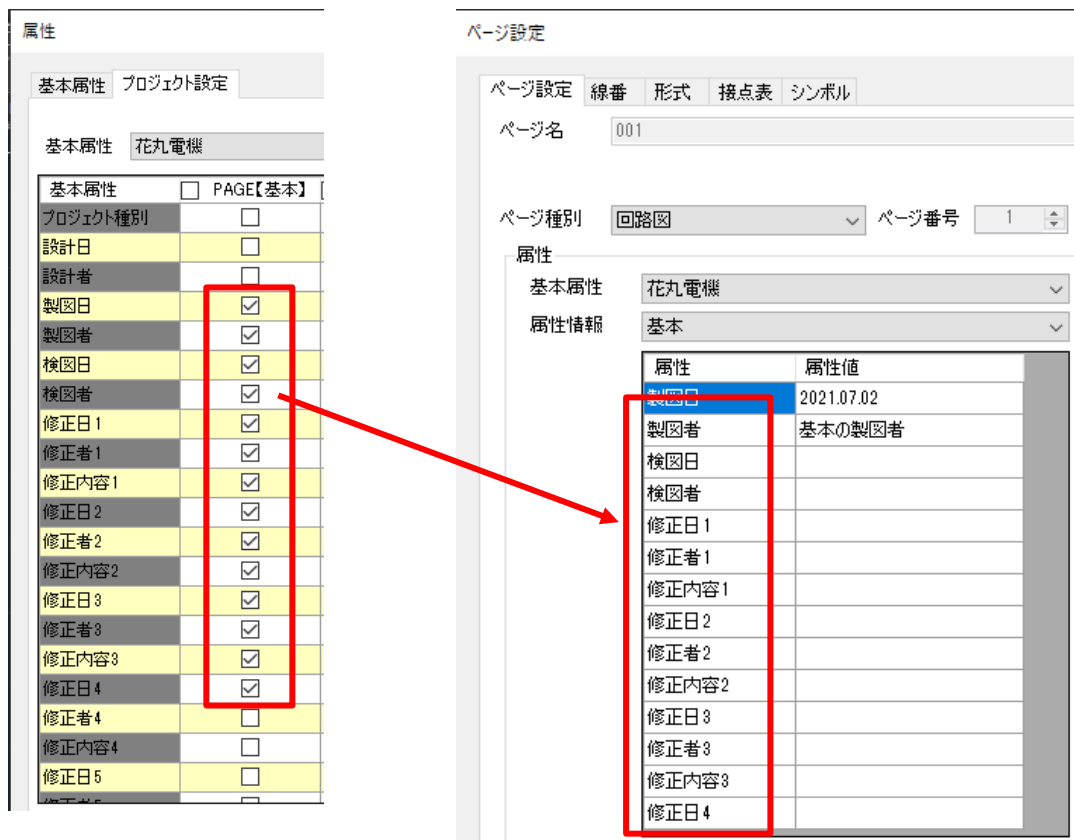 属性
基本属性 プロジェクト設定
基本属性 花丸電機
基本属性 PAGE【基本】
プロジェクト種別
設計日
設計者
製図日
製図者
検図日
検図者
修正日1
修正者1
修正内容1
修正日2
修正者2
修正内容2
修正日3
修正者3
修正内容3
修正日4
修正者4
修正内容4
修正日5
ページ設定
ページ設定 線番 形式 接点表 シンボル
ページ名 001
ページ種別 回路図 ページ番号 1
属性
基本属性 花丸電機
属性情報 基本
属性 属性値
製図日 2021.07.02
製図者 基本の製図者
検図日
検図者
修正日1
修正者1
修正内容1
修正日2
修正者2
修正内容2
修正日3
修正者3
修正内容3
修正日4